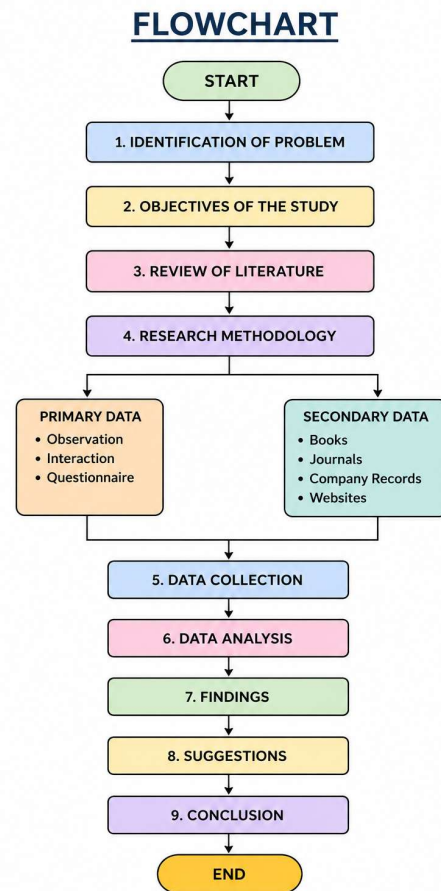 FLOWCHART
START
1. IDENTIFICATION OF PROBLEM
2. OBJECTIVES OF THE STUDY
3. REVIEW OF LITERATURE
4. RESEARCH METHODOLOGY
PRIMARY DATA
• Observation
• Interaction
• Questionnaire
SECONDARY DATA
• Books
• Journals
• Company Records
• Websites
5. DATA COLLECTION
6. DATA ANALYSIS
7. FINDINGS
8. SUGGESTIONS
9. CONCLUSION
END